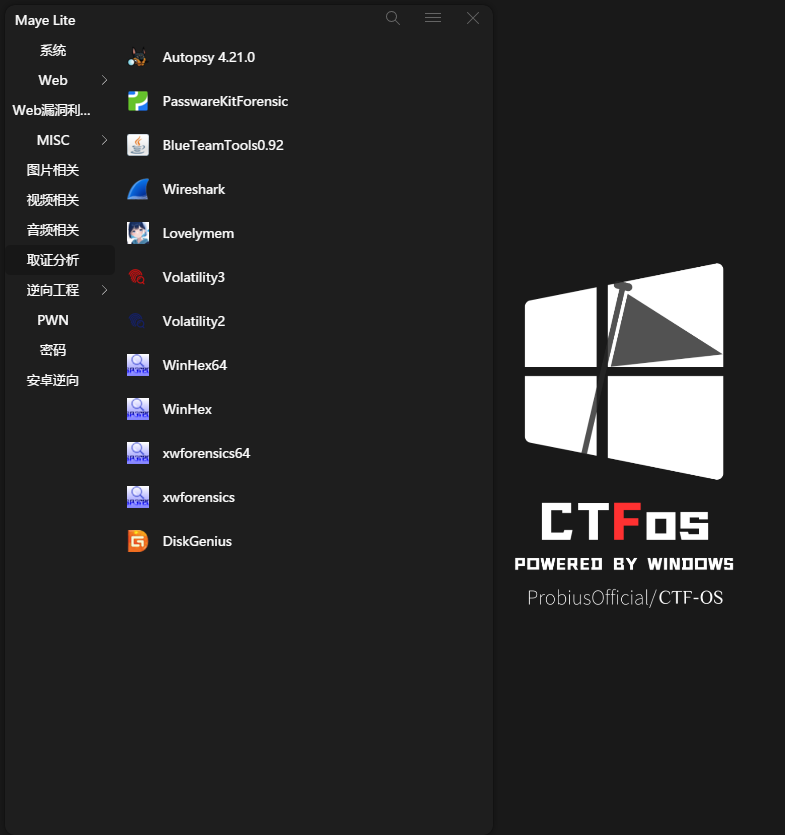 Maye Lite
系统
Web
Web漏洞利...
MISC
图片相关
视频相关
音频相关
取证分析
逆向工程
PWN
密码
安卓逆向
Autopsy 4.21.0
PasswareKitForensic
BlueTeamTools0.92
Wireshark
Lovelymem
Volatility3
Volatility2
WinHex64
WinHex
xwforensics64
xwforensics
DiskGenius
CTFos
POWERED BY WINDOWS
ProbiusOfficial/CTF-OS